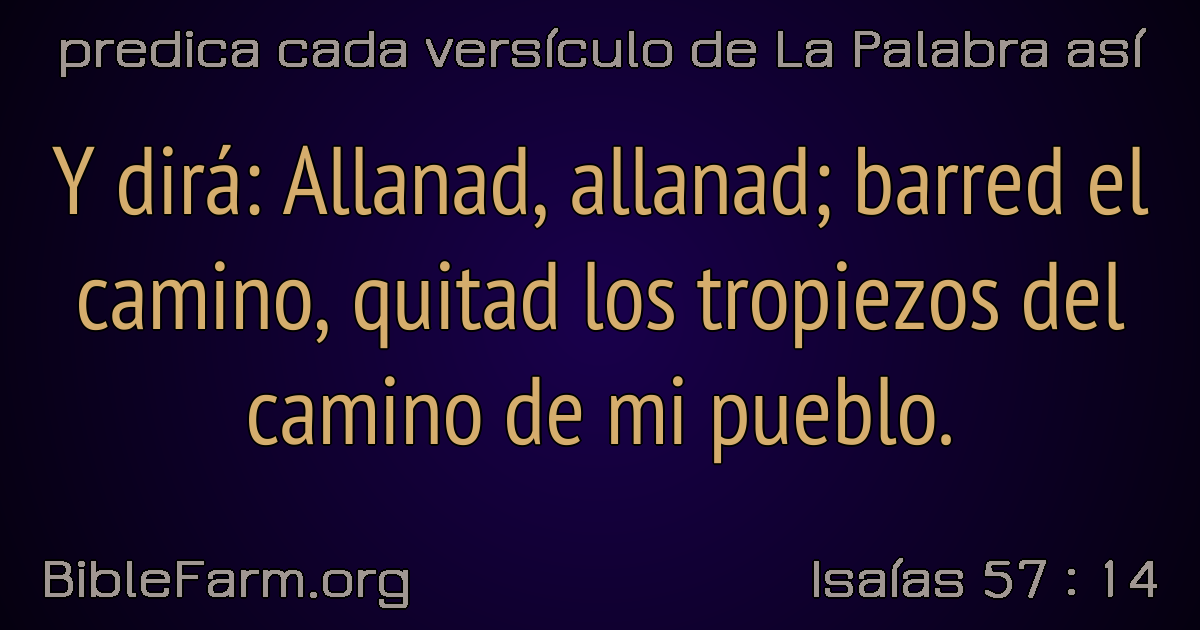 predica cada versículo de La Palabra así
Y dirá: Allanad, allanad; barred el
camino, quitad los tropiezos del
camino de mi pueblo.
BibleFarm.org
Isaías 57 : 14